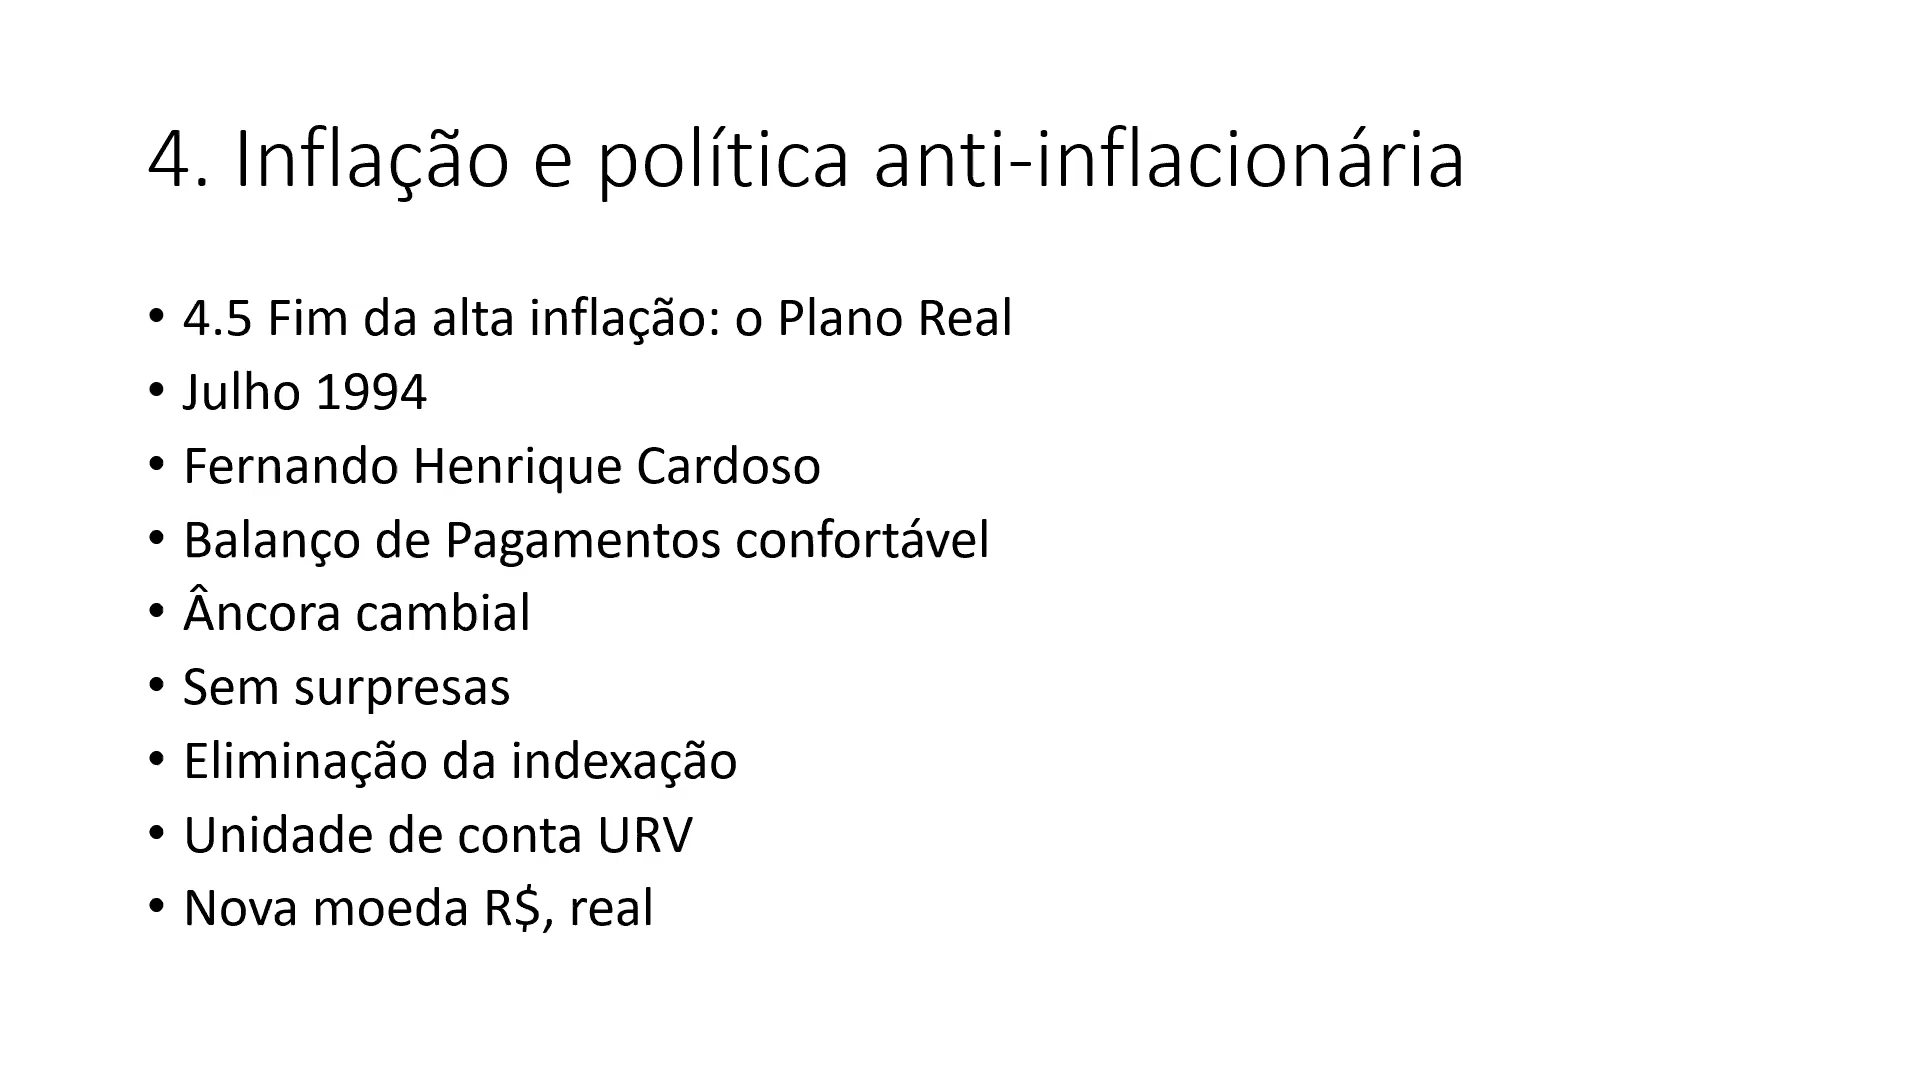 4. Inflação e política anti-inflacionária
• 4.5 Fim da alta inflação: o Plano Real
• Julho 1994
• Fernando Henrique Cardoso
• Balanço de Pagamentos confortável
• Âncora cambial
• Sem surpresas
• Eliminação da indexação
• Unidade de conta URV
• Nova moeda R$, real